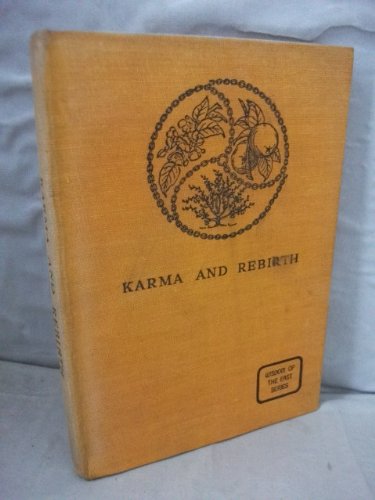 KARMA AND REBIRTH
WISDOM OF
THE EAST
SERIES